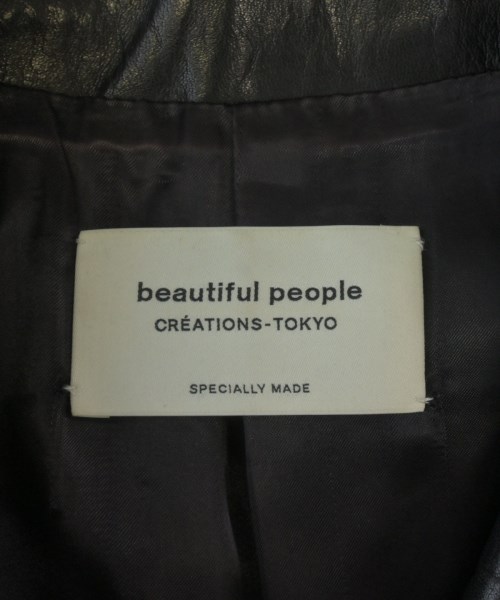 beautiful people
CRÉATIONS-TOKYO
SPECIALLY MADE